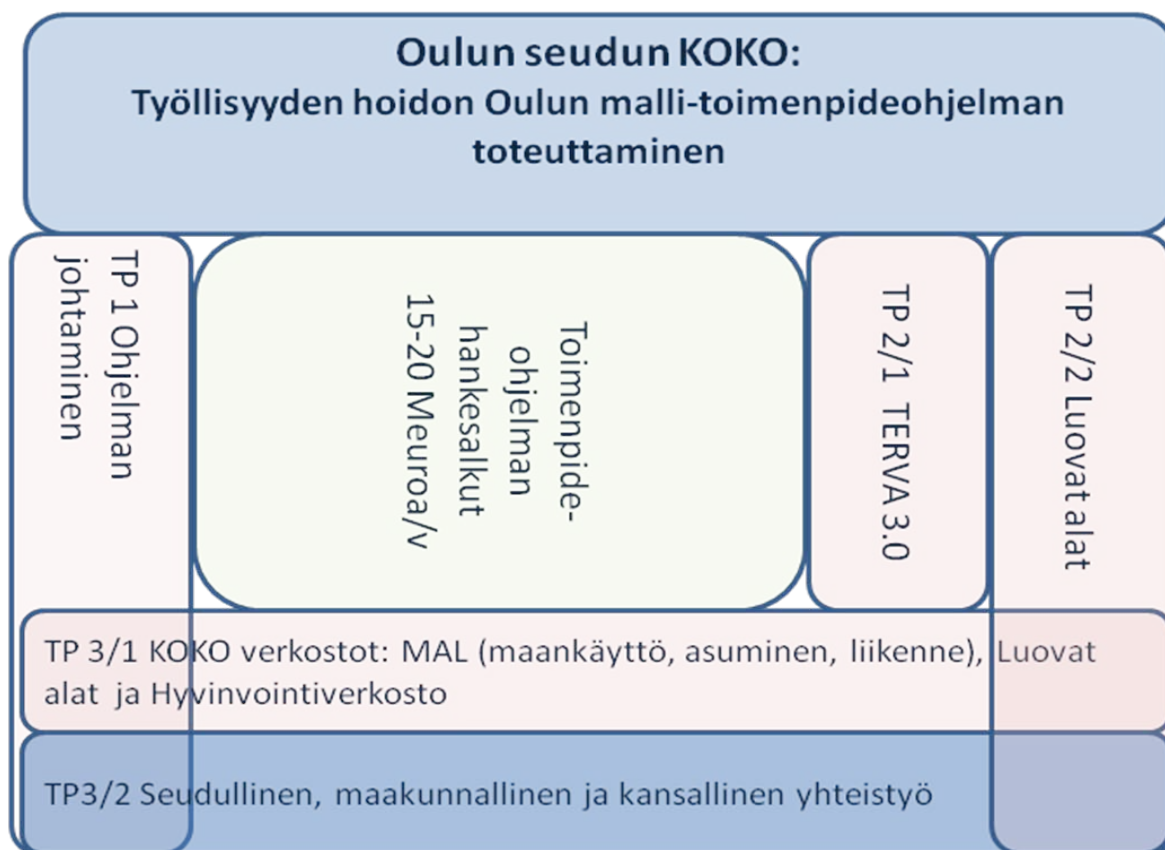 Oulun seudun KOKO:
Työllisyyden hoidon Oulun malli-toimenpideohjelman
toteuttaminen
TP 1 Ohjelman
johtaminen
Toimenpide-
ohjelman
hankesalkut
15-20 Meuroa/v
TP 2/1 TERVA 3.0
TP 2/2 Luovat alat
TP 3/1 KOKO verkostot: MAL (maankäyttö, asuminen, liikenne), Luovat
alat ja Hyvinvointiverkosto
TP3/2 Seudullinen, maakunnallinen ja kansallinen yhteistyö